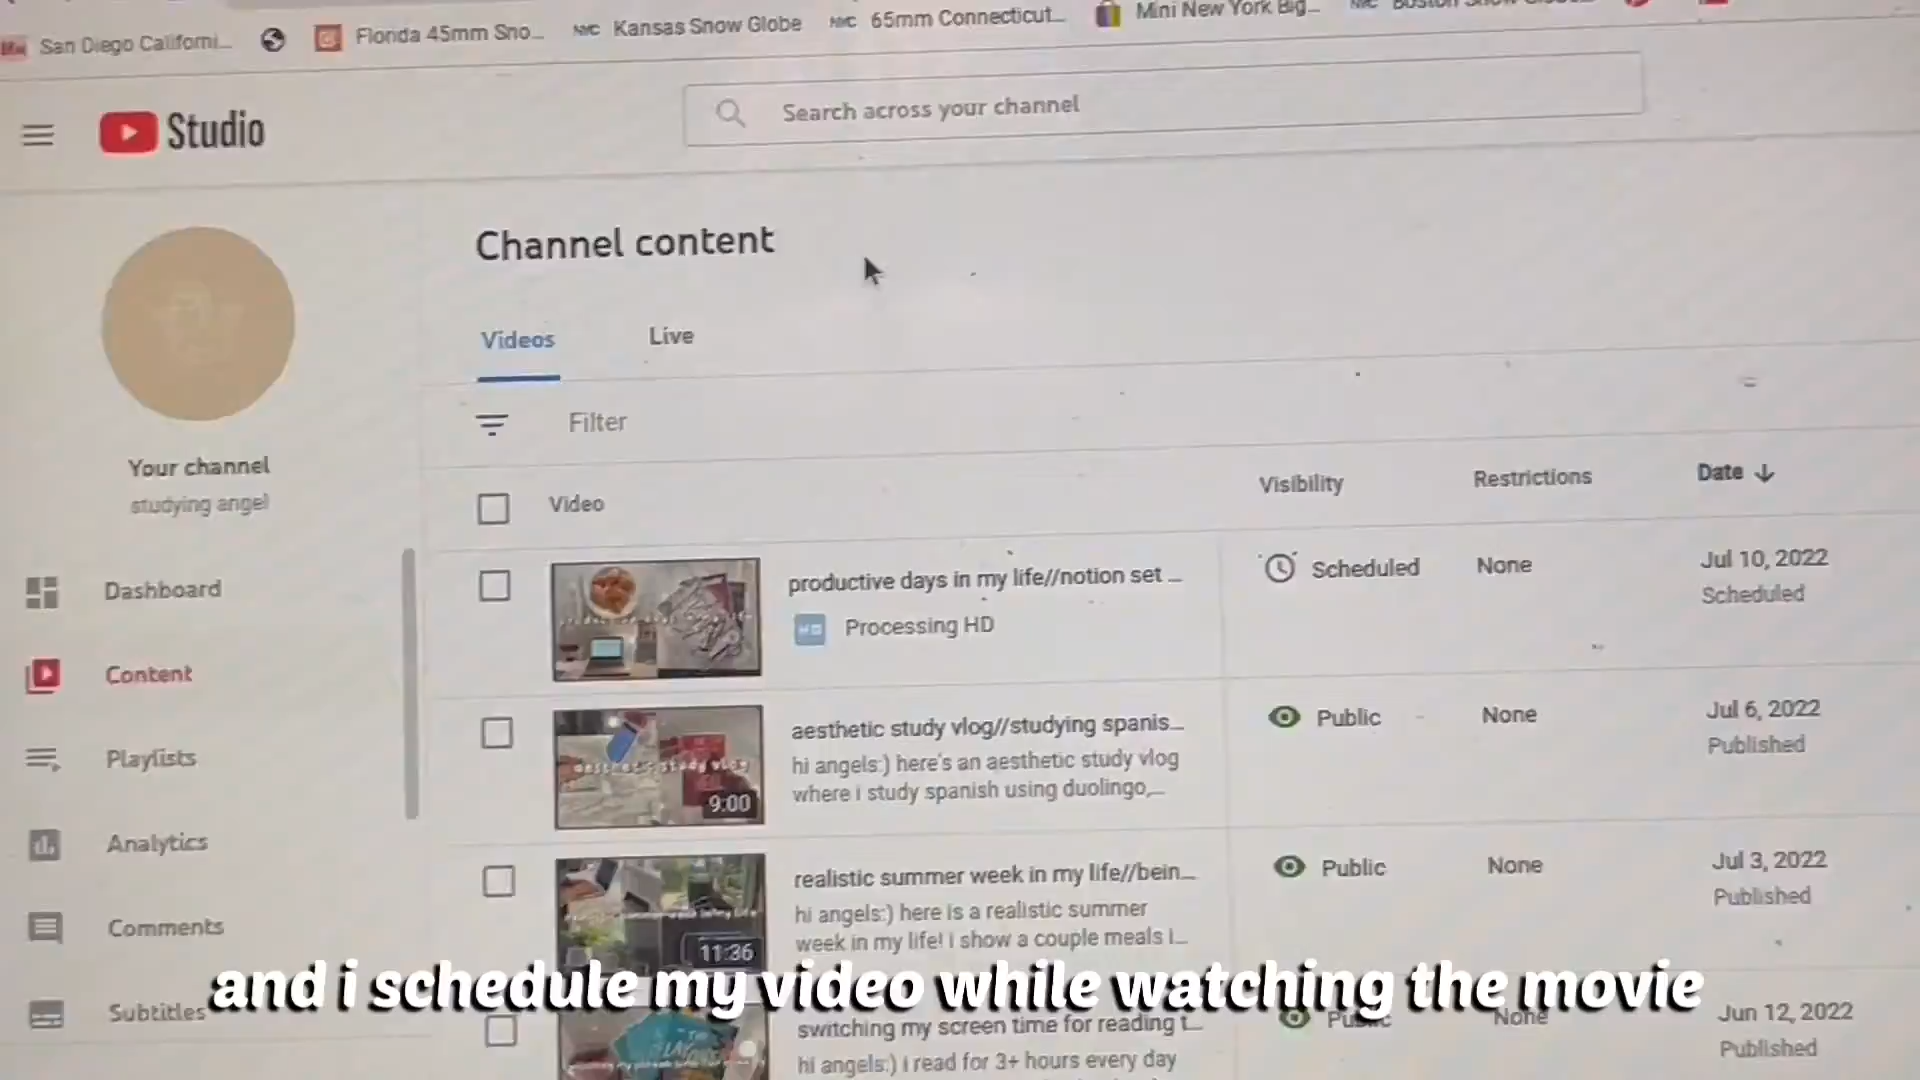 San Diego Californi...
Florida 45mm Sno...
NYC Kansas Snow Globe
NYC 65mm Connecticut...
Mini New York Big...
Studio
Search across your channel
Channel content
Videos
Live
Filter
Your channel
studying angel
Video
Visibility
Restrictions
Date
Dashboard
Content
Playlists
Analytics
Comments
Subtitles
productive days in my life//notion set ...
HD Processing HD
Scheduled
None
Jul 10, 2022
Scheduled
aesthetic study vlog
9:00
aesthetic study vlog//studying spanis...
hi angels:) here's an aesthetic study vlog
where i study spanish using duolingo,...
Public
None
Jul 6, 2022
Published
11:36
realistic summer week in my life//bein...
hi angels:) here is a realistic summer
week in my life! i show a couple meals i...
Public
None
Jul 3, 2022
Published
and i schedule my video while watching the movie
switching my screen time for reading t...
hi angels:) i read for 3+ hours every day
Public
None
Jun 12, 2022
Published